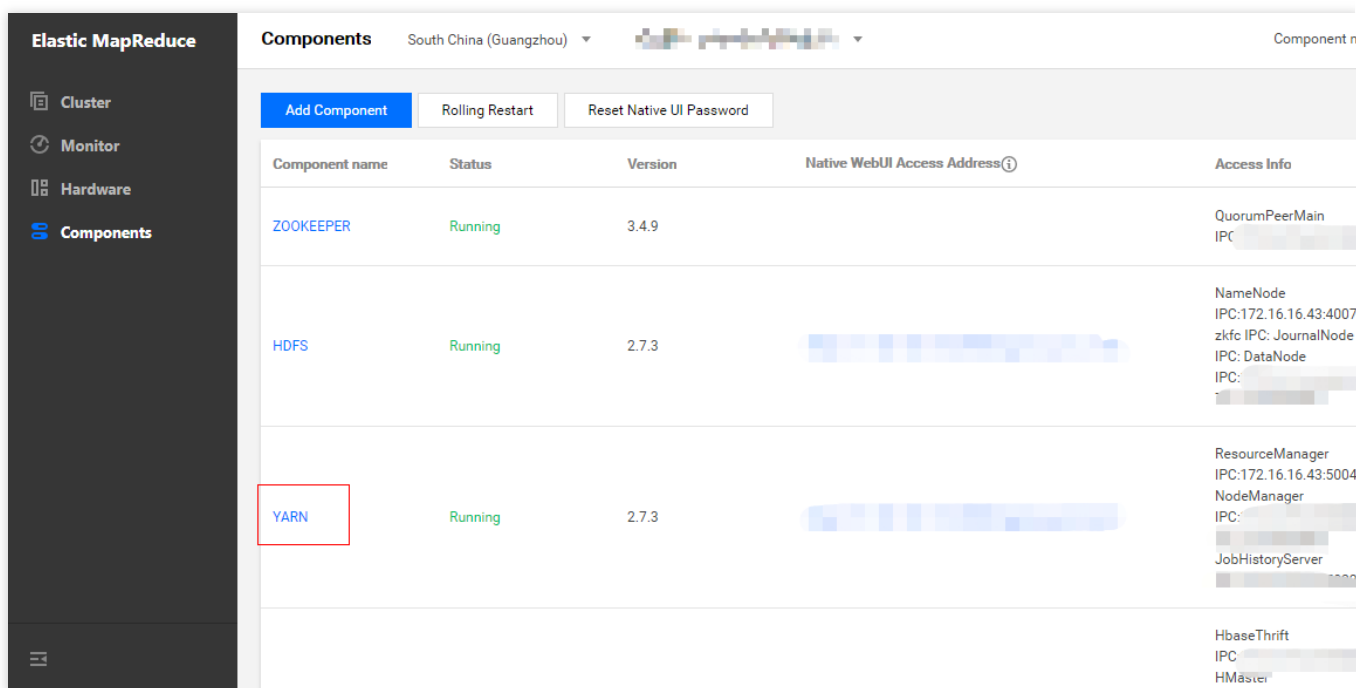 Elastic MapReduce
Cluster
Monitor
Hardware
Components
Components South China (Guangzhou) Component n
Add Component Rolling Restart Reset Native UI Password
Component name Status Version Native WebUI Access Address Access Info
ZOOKEEPER Running 3.4.9
QuorumPeerMain
IPC
HDFS Running 2.7.3
NameNode
IPC:172.16.16.43:4007
zkfc IPC: JournalNode
IPC: DataNode
IPC:
YARN Running 2.7.3
ResourceManager
IPC:172.16.16.43:5004
NodeManager
IPC:
JobHistoryServer
HbaseThrift
IPC
HMaster